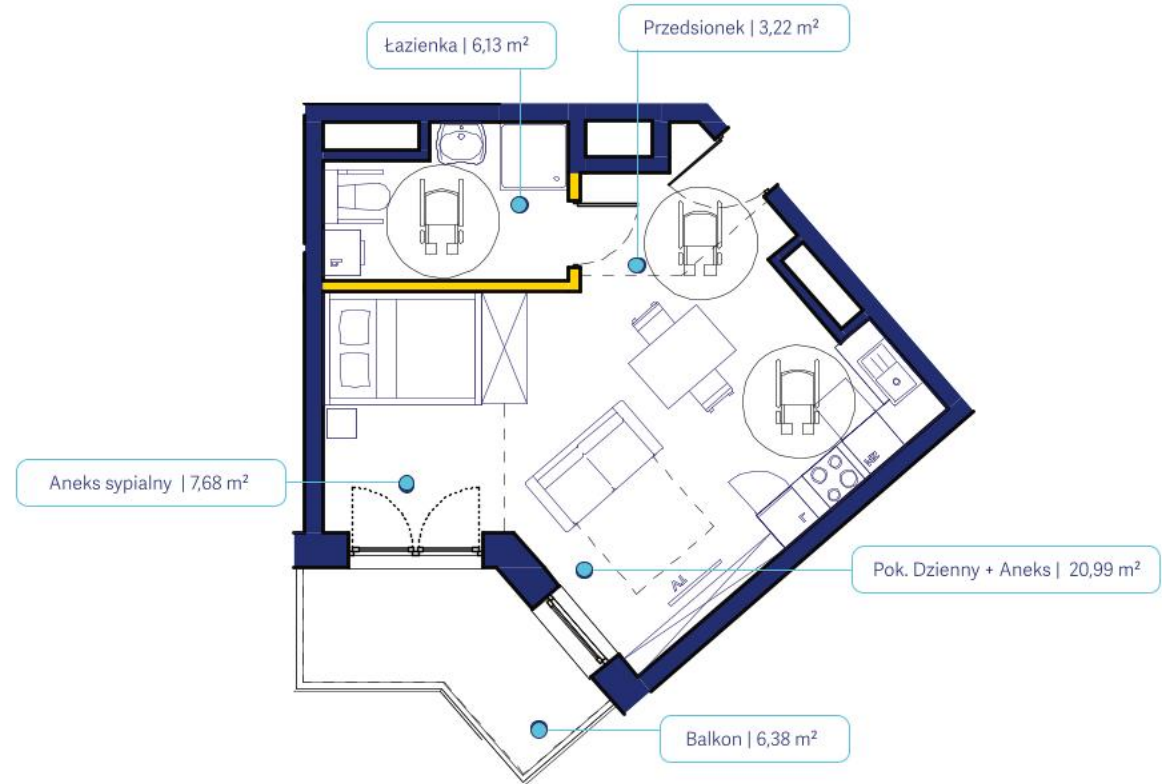 Przedsionek | 3,22 m²
Łazienka | 6,13 m²
Aneks sypialny | 7,68 m²
Pok. Dzienny + Aneks | 20,99 m²
TV
Balkon | 6,38 m²